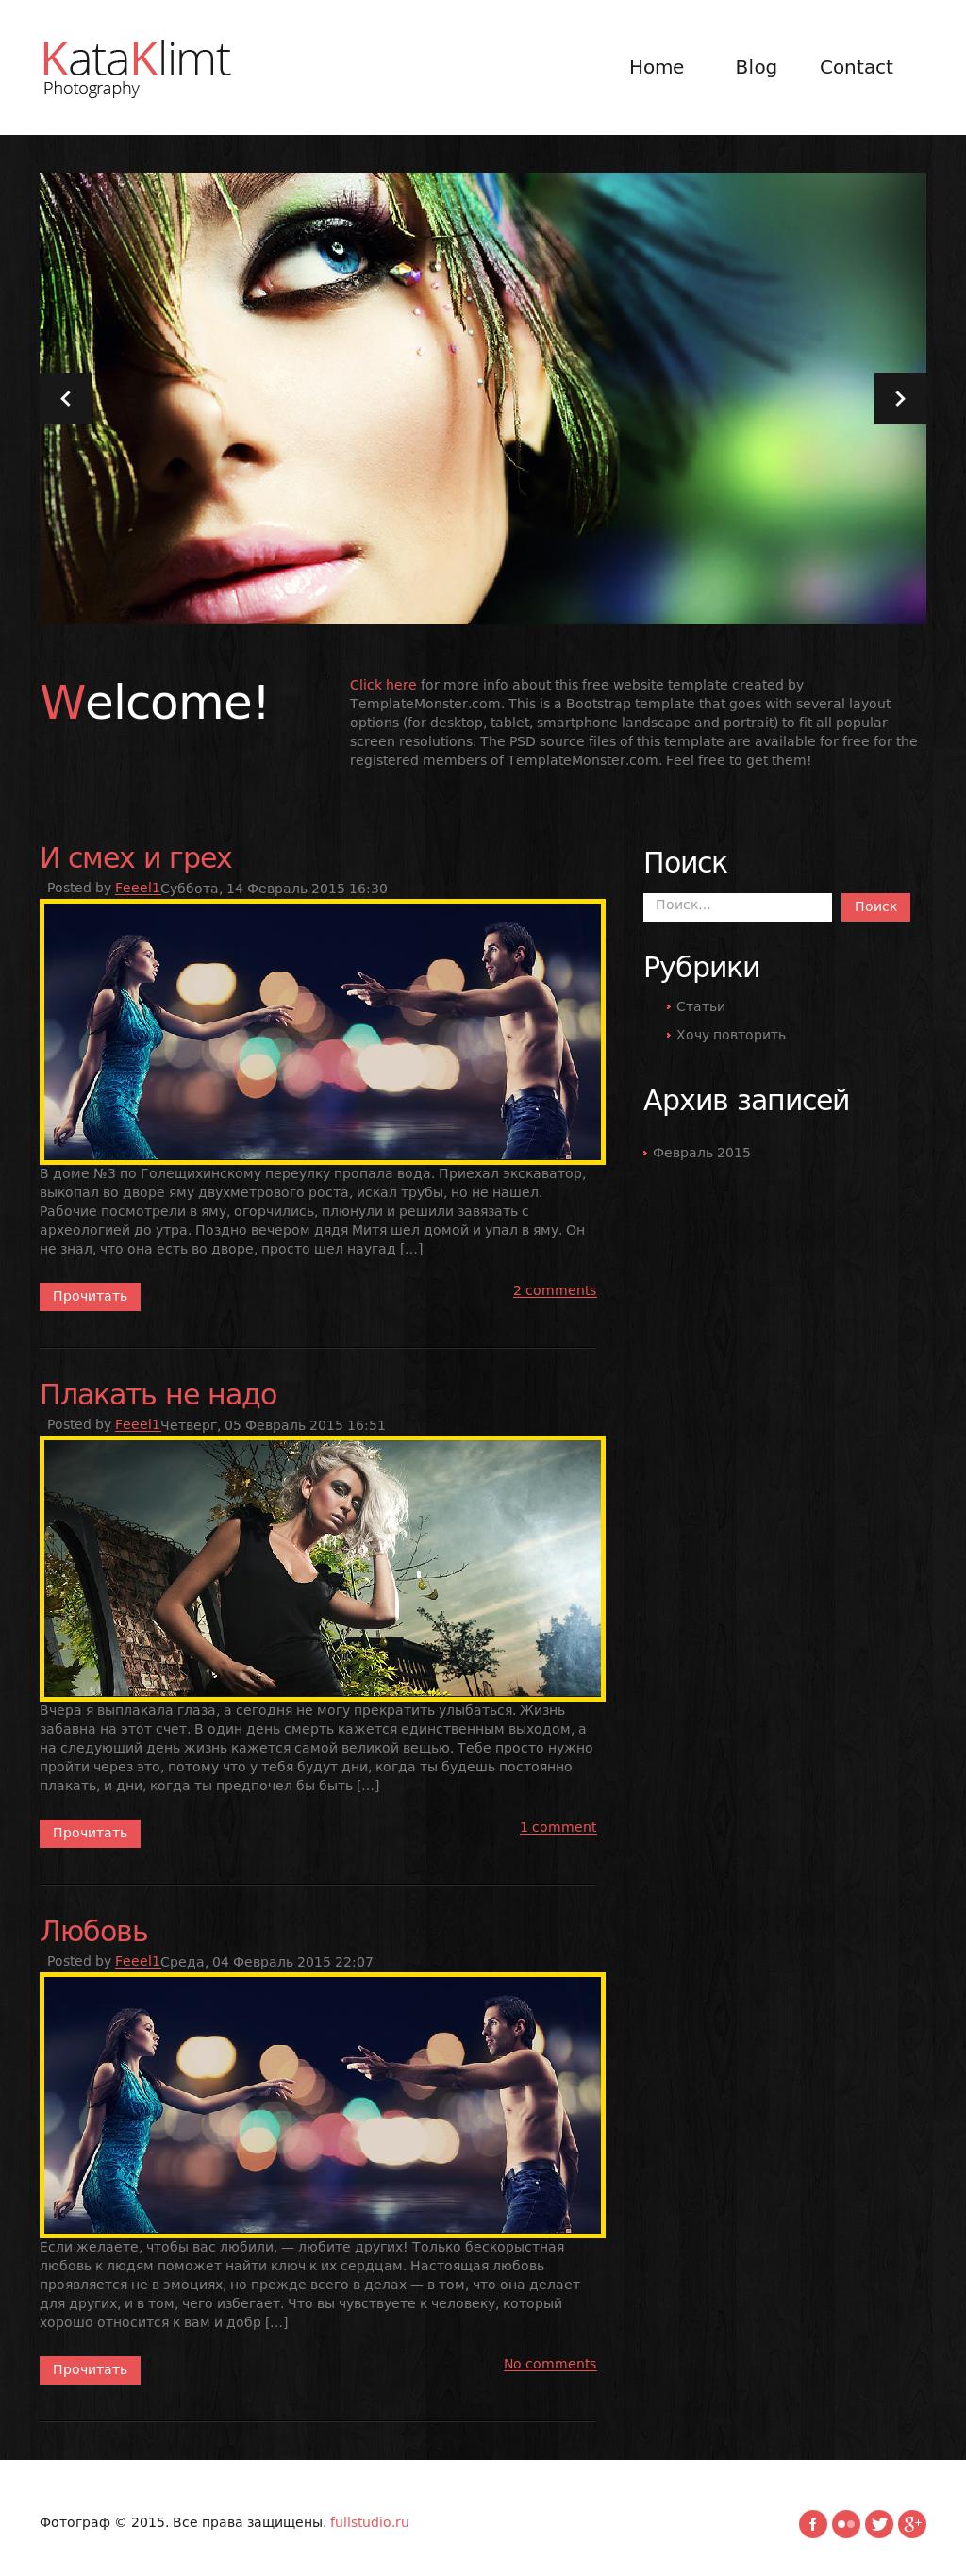 KataKlimt
Photography
Home Blog Contact
Welcome!
Click here for more info about this free website template created by
TemplateMonster.com. This is a Bootstrap template that goes with several layout
options (for desktop, tablet, smartphone landscape and portrait) to fit all popular
screen resolutions. The PSD source files of this template are available for free for the
registered members of TemplateMonster.com. Feel free to get them!
И смех и грех
Posted by Feeel1Суббота, 14 Февраль 2015 16:30
В доме №3 по Голещихинскому переулку пропала вода. Приехал экскаватор,
выкопал во дворе яму двухметрового роста, искал трубы, но не нашел.
Рабочие посмотрели в яму, огорчились, плюнули и решили завязать с
археологией до утра. Поздно вечером дядя Митя шел домой и упал в яму. Он
не знал, что она есть во дворе, просто шел наугад […]
Прочитать
2 comments
Плакать не надо
Posted by Feeel1Четверг, 05 Февраль 2015 16:51
Вчера я выплакала глаза, а сегодня не могу прекратить улыбаться. Жизнь
забавна на этот счет. В один день смерть кажется единственным выходом, а
на следующий день жизнь кажется самой великой вещью. Тебе просто нужно
пройти через это, потому что у тебя будут дни, когда ты будешь постоянно
плакать, и дни, когда ты предпочел бы быть […]
Прочитать
1 comment
Любовь
Posted by Feeel1Среда, 04 Февраль 2015 22:07
Если желаете, чтобы вас любили, — любите других! Только бескорыстная
любовь к людям поможет найти ключ к их сердцам. Настоящая любовь
проявляется не в эмоциях, но прежде всего в делах — в том, что она делает
для других, и в том, чего избегает. Что вы чувствуете к человеку, который
хорошо относится к вам и добр […]
Прочитать
No comments
Поиск
Поиск…
Поиск
Рубрики
Статьи
Хочу повторить
Архив записей
Февраль 2015
Фотограф © 2015. Все права защищены. fullstudio.ru